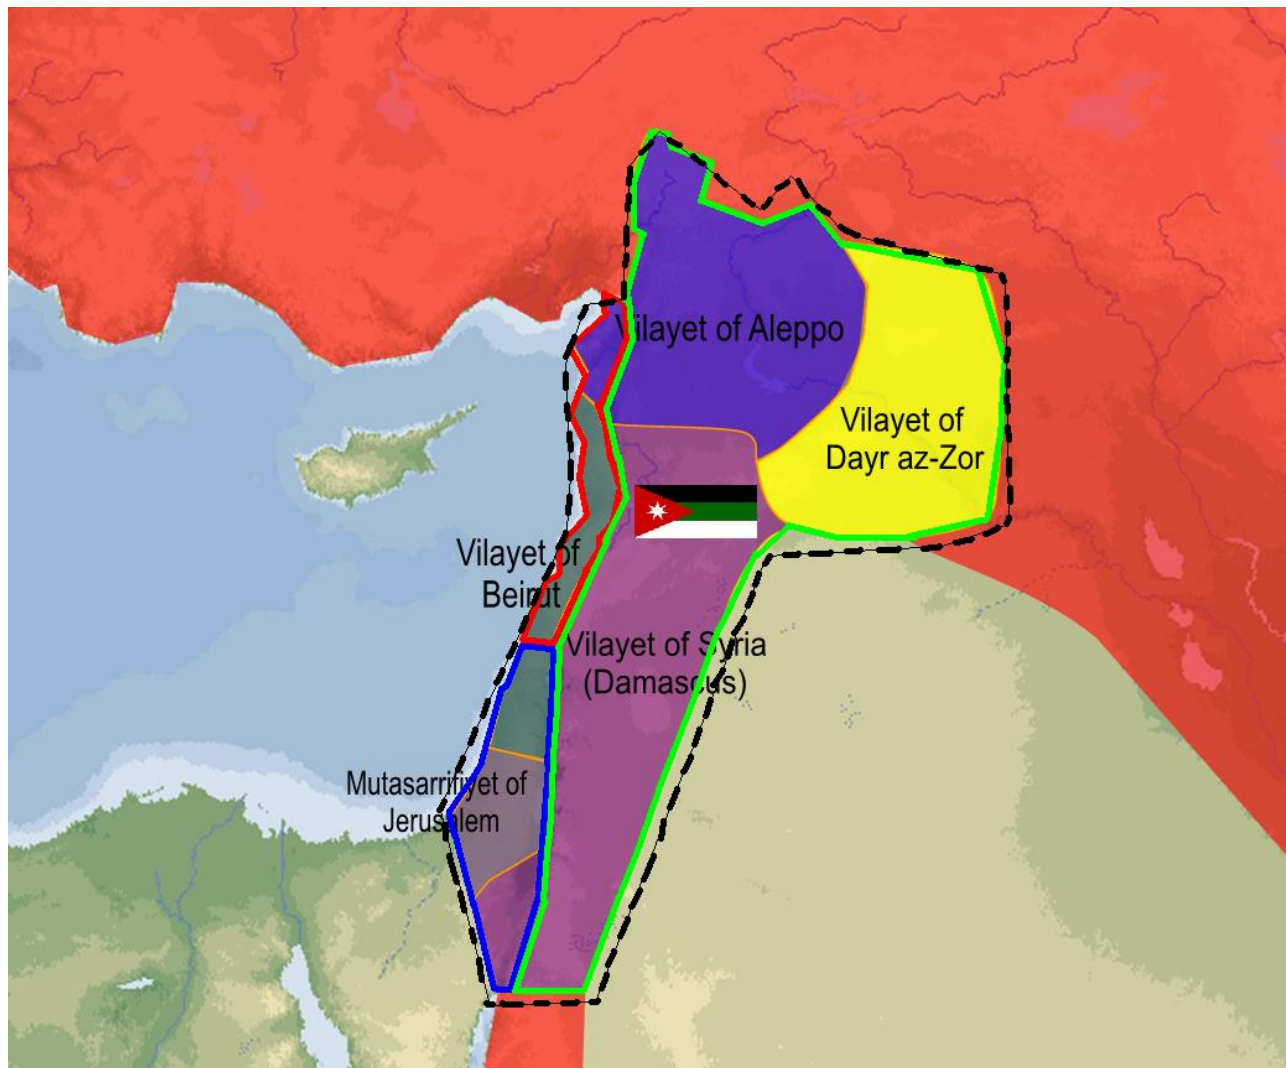 Vilayet of Aleppo
Vilayet of
Dayr az-Zor
Vilayet of
Beirut
Vilayet of Syria
(Damascus)
Mutasarrifiyet of
Jerusalem